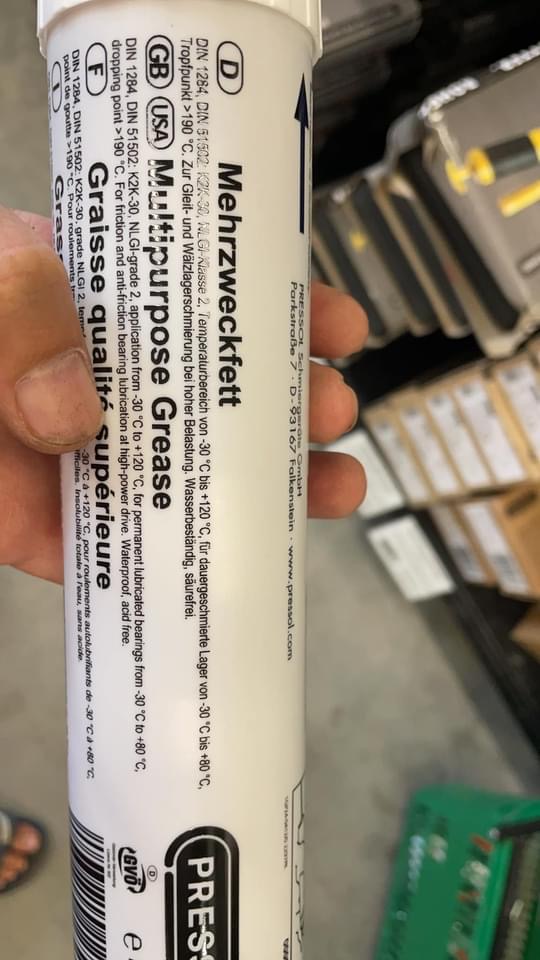 PRESSOL Schmiergeräte GmbH
Parkstraße 7 · D-93167 Falkenstein · www.pressol.com
D Mehrzweckfett
DIN 1284, DIN 51502: K2K-30, NLGI-Klasse 2, Temperaturbereich von -30 °C bis +120 °C, für dauergeschmierte Lager von -30 °C bis +80 °C,
Tropfpunkt >190 °C. Zur Gleit- und Wälzlagerschmierung bei hoher Belastung. Wasserbeständig, säurefrei.
GB USA Multipurpose Grease
DIN 1284, DIN 51502: K2K-30, NLGI-grade 2, application from -30 °C to +120 °C, for permanent lubricated bearings from -30 °C to +80 °C,
dropping point >190 °C. For friction and anti-friction bearing lubrication at high-power drive. Waterproof, acid free.
F Graisse qualité supérieure
DIN 1284, DIN 51502: K2K-30, grade NLGI 2, -30 °C à +120 °C, pour roulements autolubrifiants de -30 °C à +80 °C,
point de goutte >190 °C. Pour roulements Insolubilité totale à l'eau, sans acide.
I
PRESS
D
GVÖ
e